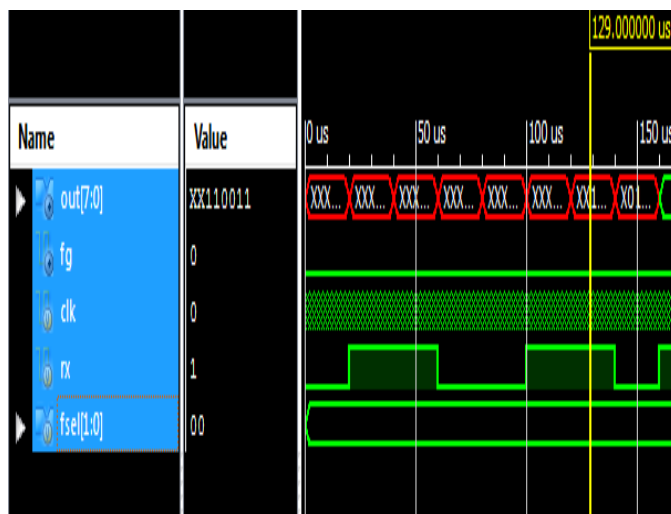 129.000000 us
Name Value 0 us 50 us 100 us 150 us
out[7:0] XX110011 XXX... XXX... XXX... XXX... XXX... XXX... XX1... X01...
fg 0
clk 0
rx 1
fsel[1:0] 00